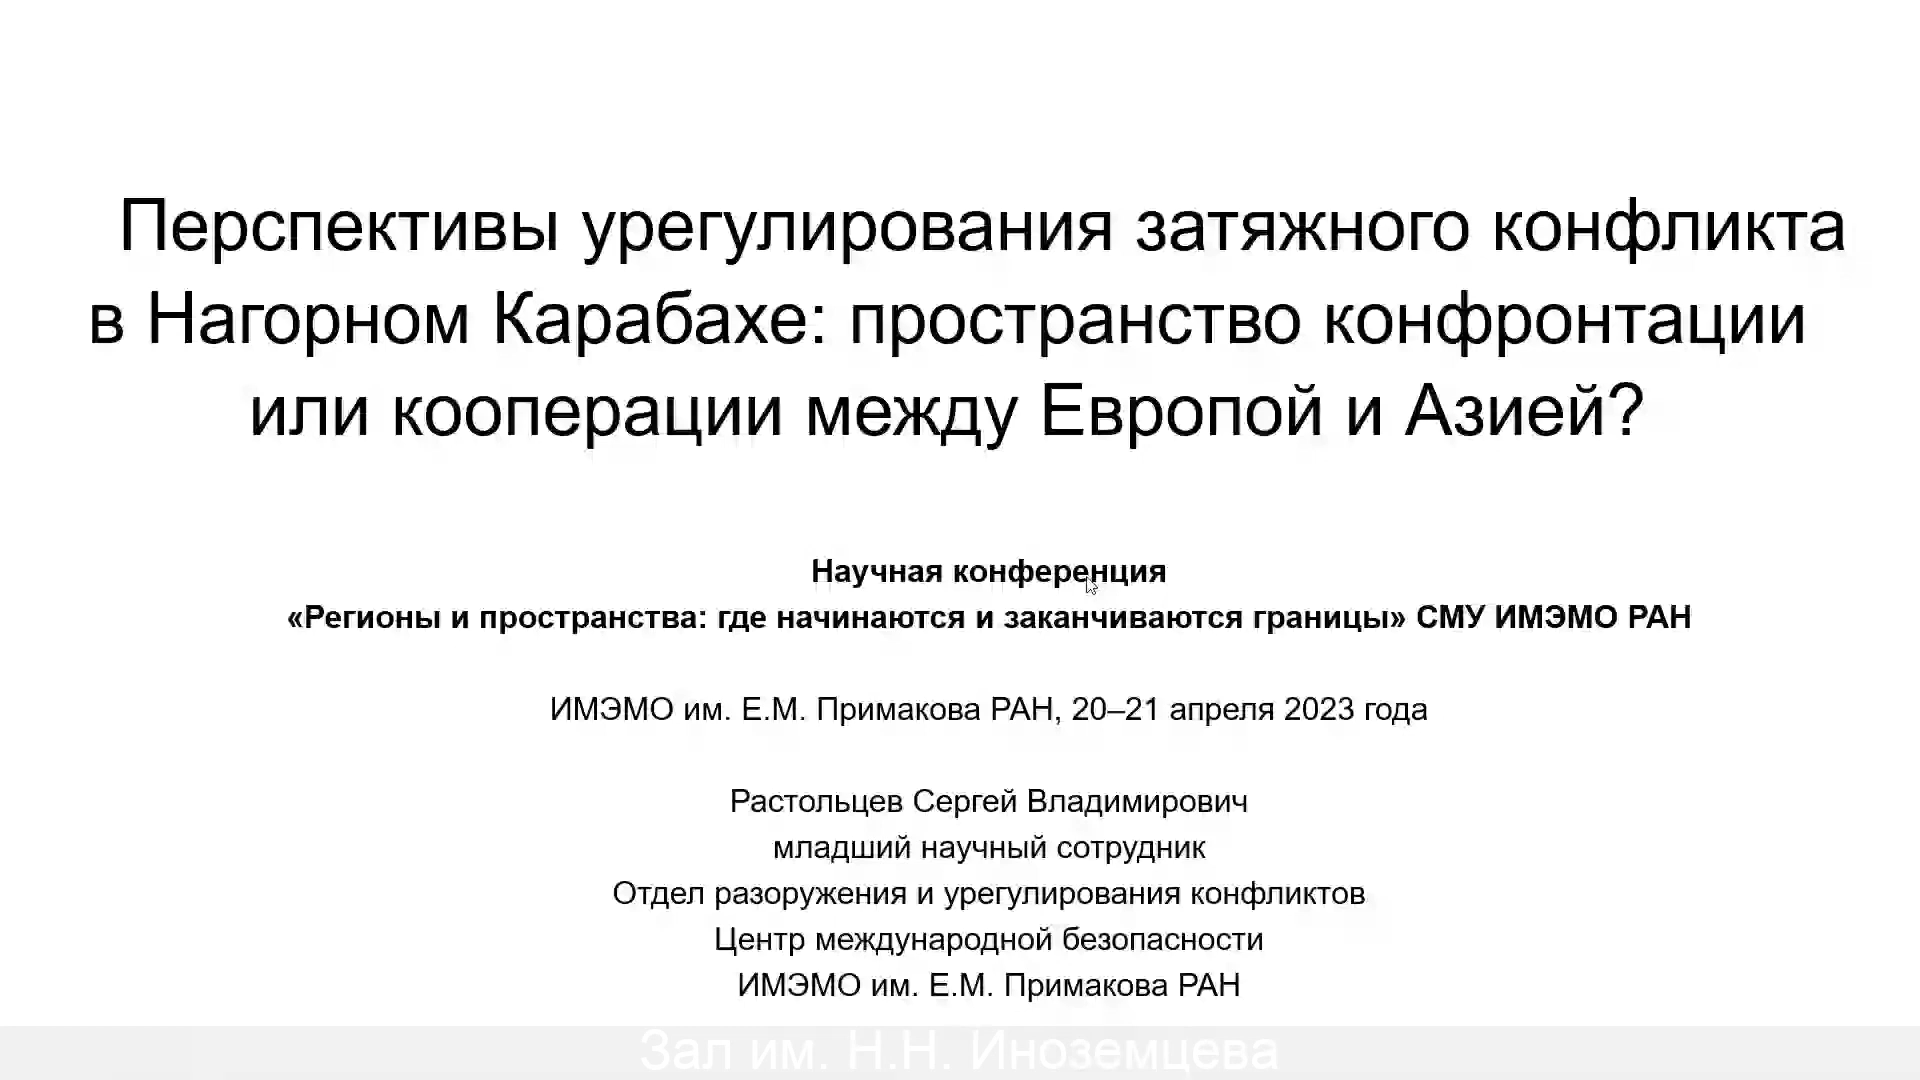 Перспективы урегулирования затяжного конфликта
в Нагорном Карабахе: пространство конфронтации
или кооперации между Европой и Азией?
Научная конференция
«Регионы и пространства: где начинаются и заканчиваются границы» СМУ ИМЭМО РАН
ИМЭМО им. Е.М. Примакова РАН, 20–21 апреля 2023 года
Растольцев Сергей Владимирович
младший научный сотрудник
Отдел разоружения и урегулирования конфликтов
Центр международной безопасности
ИМЭМО им. Е.М. Примакова РАН
Зал им. Н.Н. Иноземцева